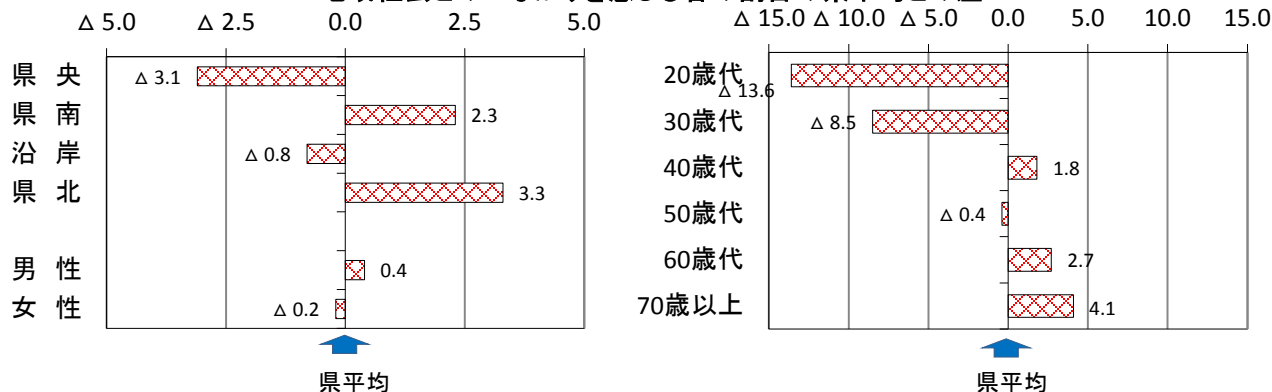 △ 5.0 △ 2.5 0.0 2.5 5.0
県 央 △ 3.1
県 南 2.3
沿 岸 △ 0.8
県 北 3.3
男 性 0.4
女 性 △ 0.2
県平均
△ 15.0 △ 10.0 △ 5.0 0.0 5.0 10.0 15.0
20歳代 △ 13.6
30歳代 △ 8.5
40歳代 1.8
50歳代 △ 0.4
60歳代 2.7
70歳以上 4.1
県平均